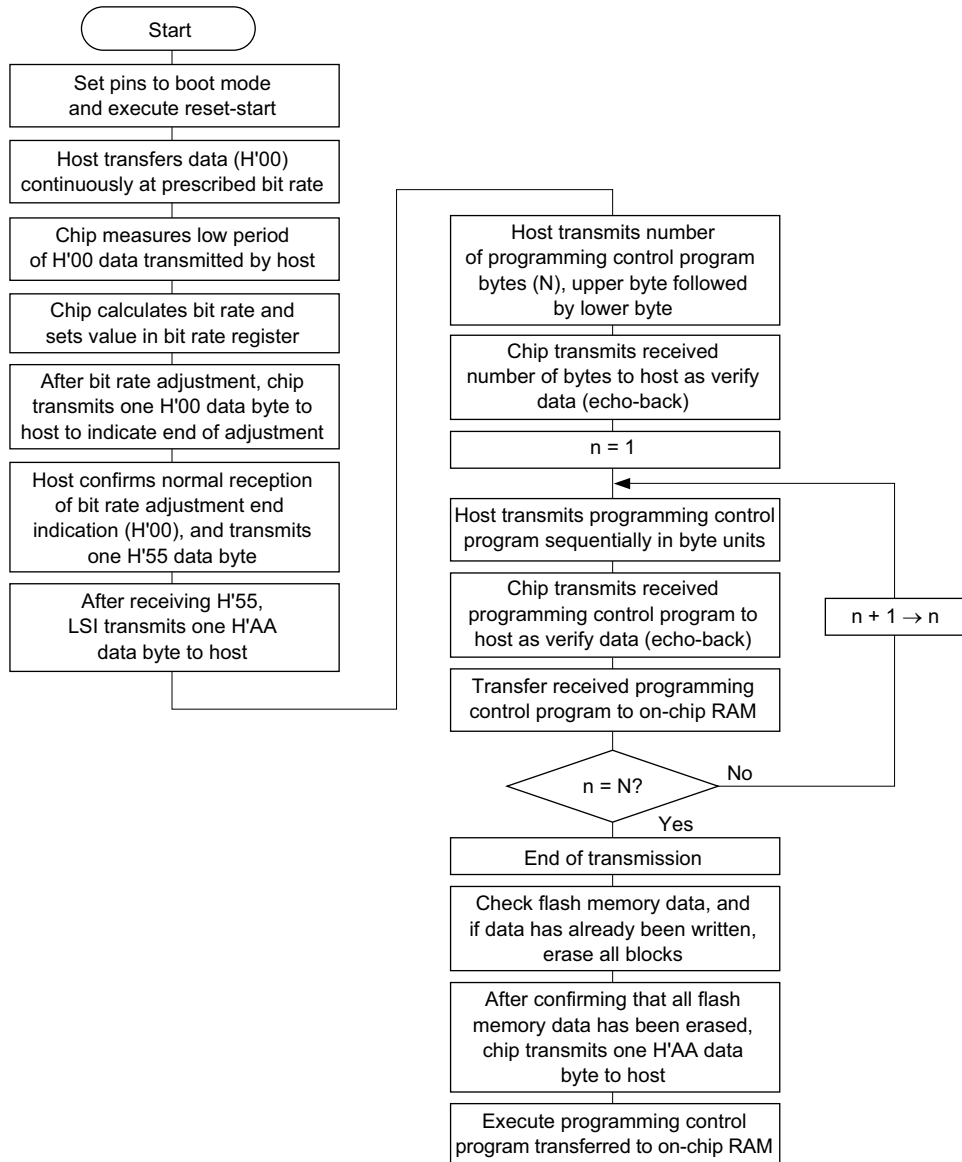 Start
Set pins to boot mode
and execute reset-start
Host transfers data (H'00)
continuously at prescribed bit rate
Chip measures low period
of H'00 data transmitted by host
Chip calculates bit rate and
sets value in bit rate register
After bit rate adjustment, chip
transmits one H'00 data byte to
host to indicate end of adjustment
Host confirms normal reception
of bit rate adjustment end
indication (H'00), and transmits
one H'55 data byte
After receiving H'55,
LSI transmits one H'AA
data byte to host
Host transmits number
of programming control program
bytes (N), upper byte followed
by lower byte
Chip transmits received
number of bytes to host as verify
data (echo-back)
n = 1
Host transmits programming control
program sequentially in byte units
Chip transmits received
programming control program to
host as verify data (echo-back)
n + 1 → n
Transfer received programming
control program to on-chip RAM
n = N?
No
Yes
End of transmission
Check flash memory data, and
if data has already been written,
erase all blocks
After confirming that all flash
memory data has been erased,
chip transmits one H'AA data
byte to host
Execute programming control
program transferred to on-chip RAM